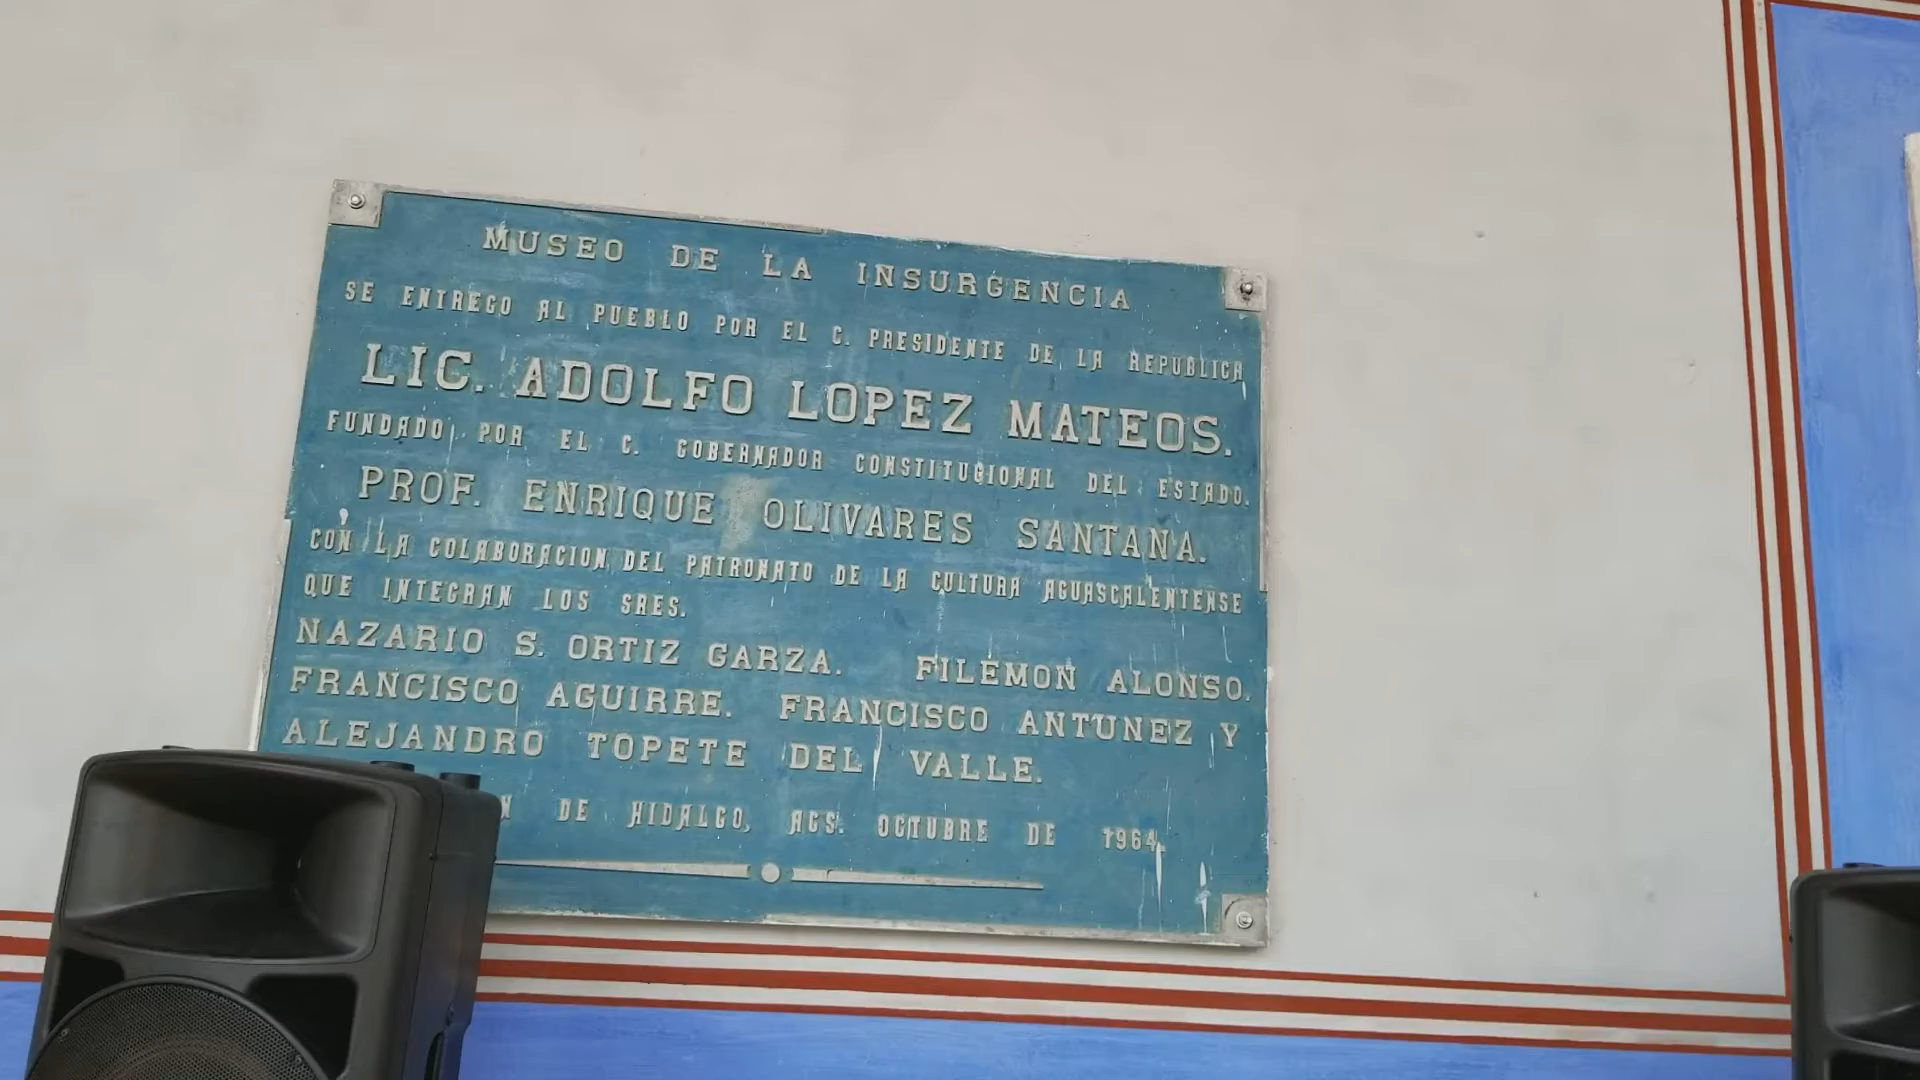 MUSEO DE LA INSURGENCIA
SE ENTREGO AL PUEBLO POR EL C. PRESIDENTE DE LA REPUBLICA
LIC. ADOLFO LOPEZ MATEOS.
FUNDADO POR EL C. GOBERNADOR CONSTITUCIONAL DEL ESTADO.
PROF. ENRIQUE OLIVARES SANTANA.
CON LA COLABORACION DEL PATRONATO DE LA CULTURA AGUASCALENTENSE
QUE INTEGRAN LOS SRES.
NAZARIO S. ORTIZ GARZA. FILEMON ALONSO.
FRANCISCO AGUIRRE. FRANCISCO ANTUNEZ Y
ALEJANDRO TOPETE DEL VALLE.
DE HIDALGO, AGS. OCTUBRE DE 1964.